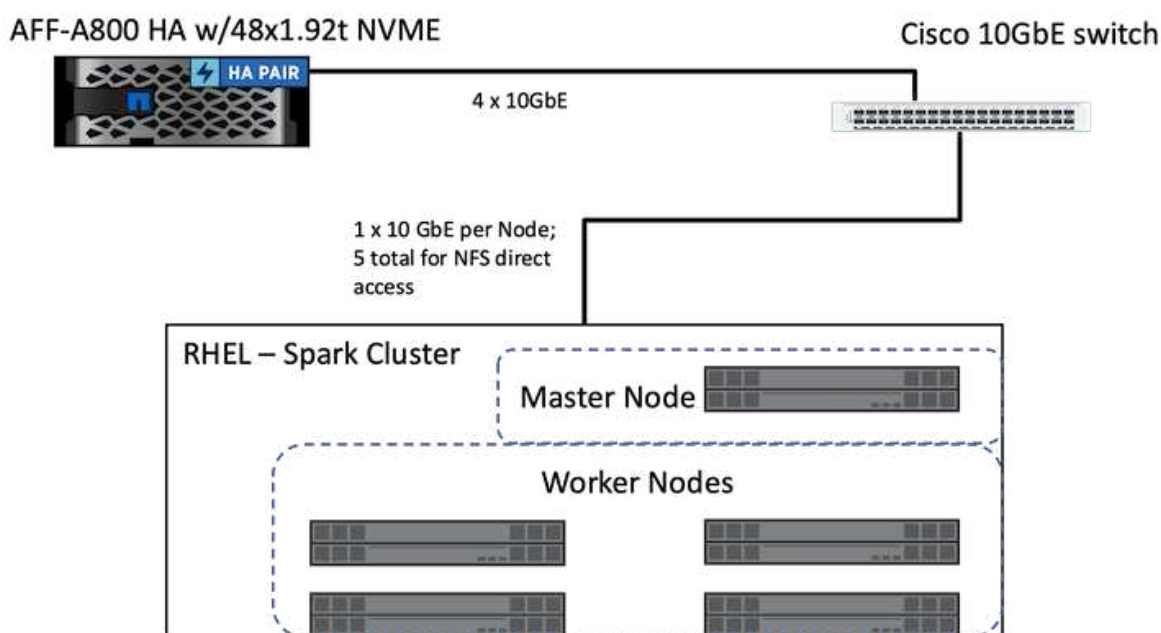 AFF-A800 HA w/48x1.92t NVME
Cisco 10GbE switch
HA PAIR
4 x 10GbE
1 x 10 GbE per Node;
5 total for NFS direct
access
RHEL – Spark Cluster
Master Node
Worker Nodes